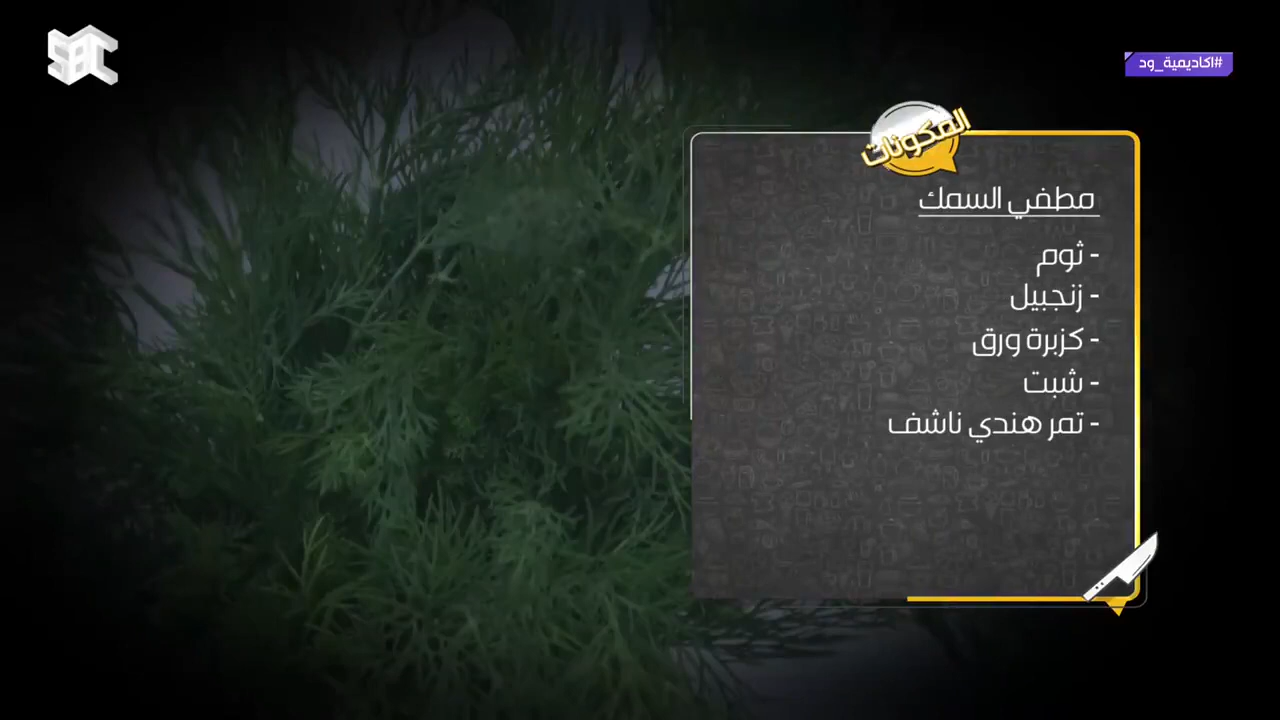 SBC
#اكاديمية_ود
المكونات
مطفي السمك
- ثوم
- زنجبيل
- كزبرة ورق
- شبت
- تمر هندي ناشف